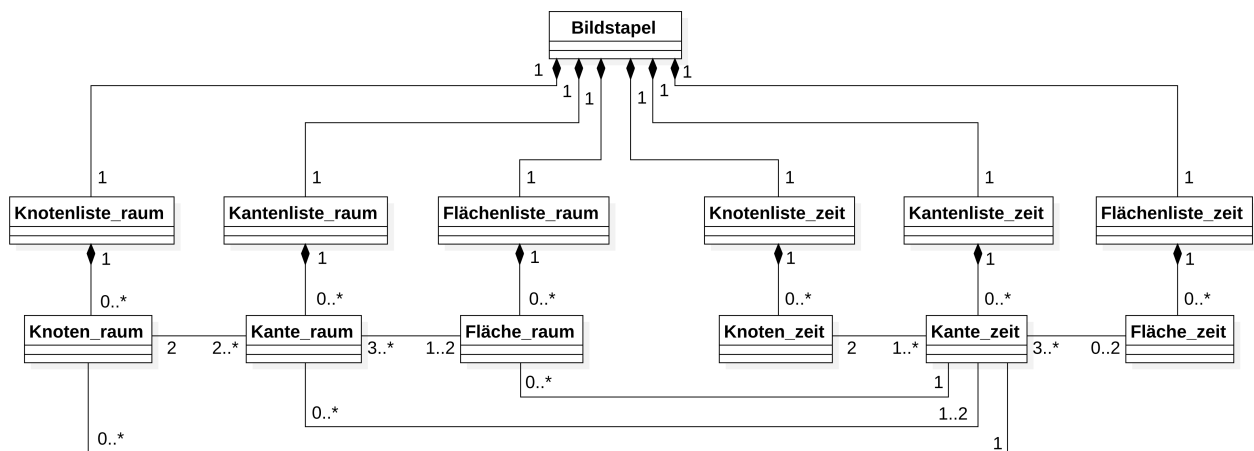 Bildstapel
1 1 1 1 1 1
1 1 1 1 1 1
Knotenliste_raum Kantenliste_raum Flächenliste_raum Knotenliste_zeit Kantenliste_zeit Flächenliste_zeit
1 1 1 1 1 1
0..* 0..* 0..* 0..* 0..* 0..*
Knoten_raum Kante_raum Fläche_raum Knoten_zeit Kante_zeit Fläche_zeit
2 2..* 3..* 1..2 2 1..* 3..* 0..2
0..* 1
0..* 1..2
0..* 1